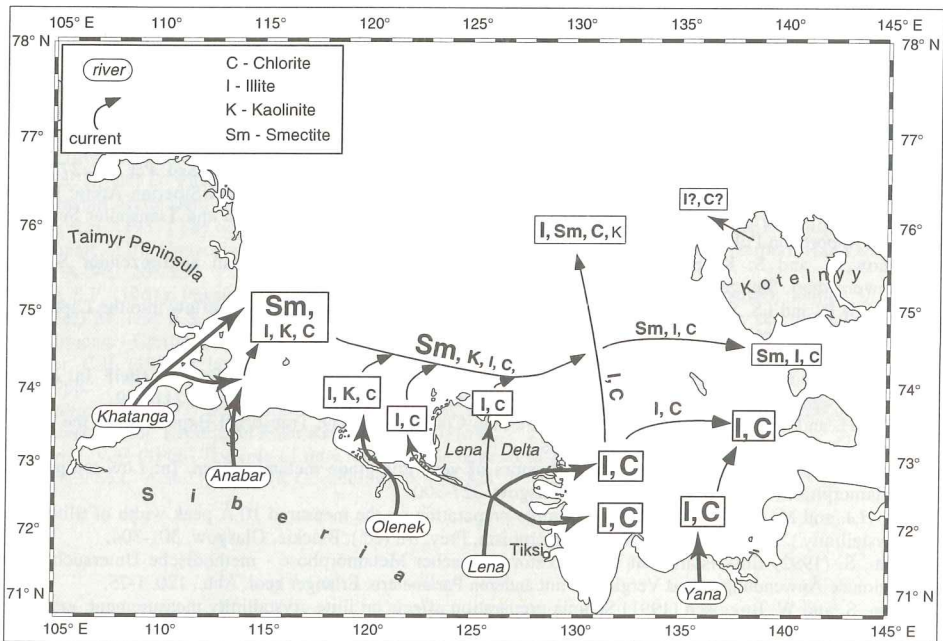 105° E 110° 115° 120° 125° 130° 135° 140° 145° E
78° N 78° N
river
C - Chlorite
I - Illite
K - Kaolinite
current
Sm - Smectite
77° 77°
76° 76°
I?, C?
Taimyr Peninsula
I, Sm, C, K
Kotelnyy
75° 75°
Sm,
I, K, C
Sm, K, I, C,
Sm, I, C
Sm, I, C
74° 74°
I, K, C
I, C
I, C
I, C
I, C
I, C
Khatanga
Lena Delta
73° 73°
Anabar
I, C
Siberia
Olenek
I, C
I, C
72° 72°
Tiksi
Lena
Yana
71° N 71° N
105° E 110° 115° 120° 125° 130° 135° 140° 145° E